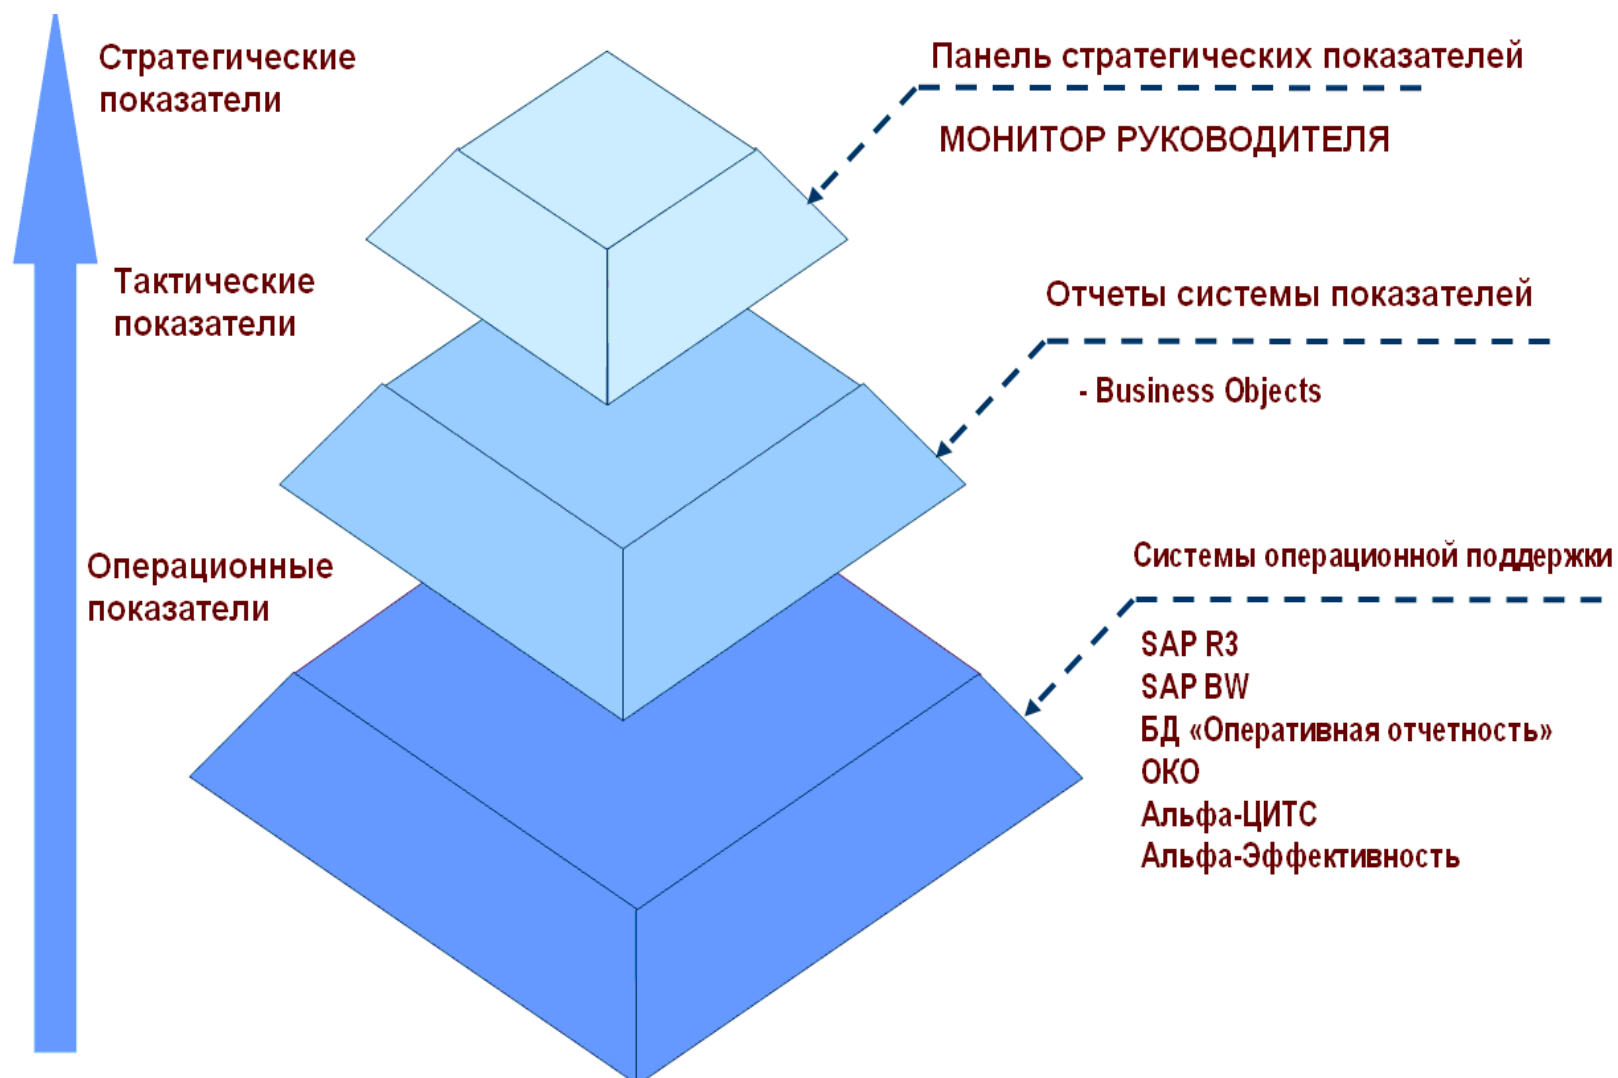 Стратегические
показатели
Панель стратегических показателей
МОНИТОР РУКОВОДИТЕЛЯ
Тактические
показатели
Отчеты системы показателей
- Business Objects
Операционные
показатели
Системы операционной поддержки
SAP R3
SAP BW
БД «Оперативная отчетность»
ОКО
Альфа-ЦИТС
Альфа-Эффективность